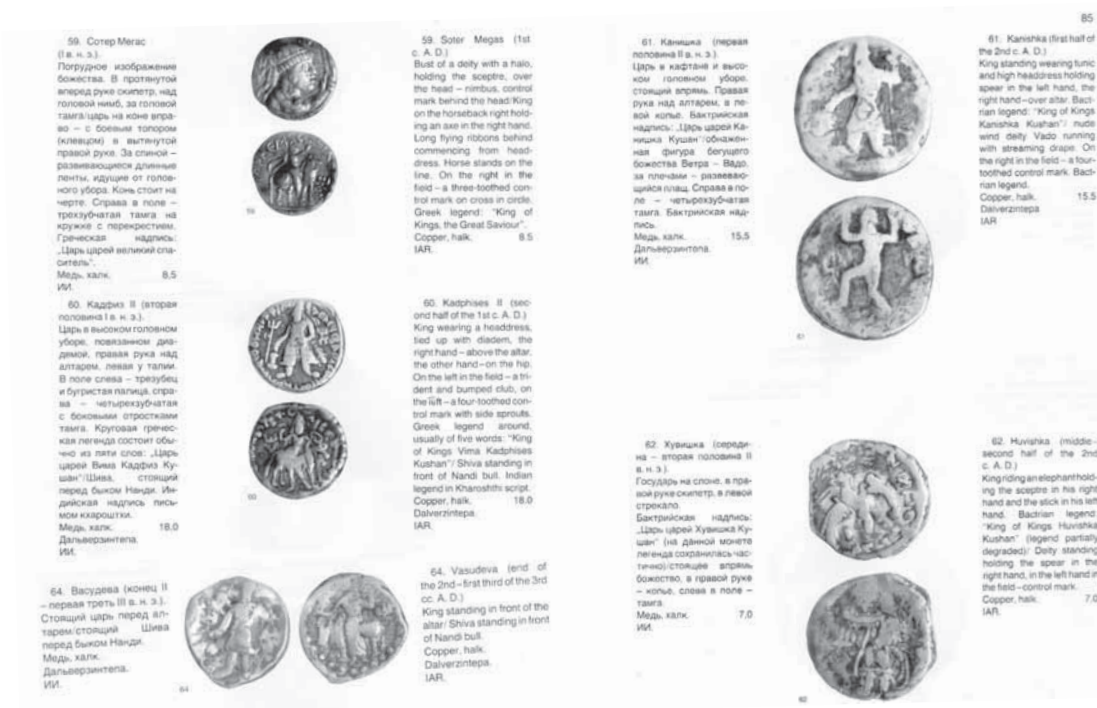 59. Сотер Мегас
(I в. н. э.).
Погрудное изображение
божества. В протянутой
вперед руке скипетр, над
головой нимб, за головой
тамга/царь на коне впра-
во – с боевым топором
(клевцом) в вытянутой
правой руке. За спиной –
развивающиеся длинные
ленты, идущие от голов-
ного убора. Конь стоит на
черте. Справа в поле –
трехзубчатая тамга на
кружке с перекрестием.
Греческая надпись:
„Царь царей великий спа-
ситель".
Медь, халк. 8,5
ИИ.
59
59. Soter Megas (1st
c. A. D.)
Bust of a deity with a halo,
holding the sceptre, over
the head – nimbus, control
mark behind the head/King
on the horseback right hold-
ing an axe in the right hand.
Long flying ribbons behind
commencing from head-
dress. Horse stands on the
line. On the right in the
field – a three-toothed con-
trol mark on cross in circle.
Greek legend: "King of
Kings, the Great Saviour".
Copper, halk. 8.5
IAR.
60. Кадфиз II (вторая
половина I в. н. э.).
Царь в высоком головном
уборе, повязанном диа-
демой, правая рука над
алтарем, левая у талии.
В поле слева – трезубец
и бугристая палица, спра-
ва – четырехзубчатая
с боковыми отростками
тамга. Круговая гречес-
кая легенда состоит обы-
чно из пяти слов: „Царь
царей Вима Кадфиз Ку-
шан"/Шива, стоящий
перед быком Нанди. Ин-
дийская надпись пись-
мом кхароштхи.
Медь, халк. 18,0
Дальверзинтепа.
ИИ.
60
60. Kadphises II (sec-
ond half of the 1st c. A. D.)
King wearing a headdress,
tied up with diadem, the
right hand – above the altar,
the other hand – on the hip.
On the left in the field – a tri-
dent and bumped club, on
the left – a four-toothed con-
trol mark with side sprouts.
Greek legend around,
usually of five words: "King
of Kings Vima Kadphises
Kushan"/ Shiva standing in
front of Nandi bull. Indian
legend in Kharoshthi script.
Copper, halk. 18.0
Dalverzintepa.
IAR.
64. Васудева (конец II
– первая треть III в. н. э.).
Стоящий царь перед ал-
тарем/стоящий Шива
перед быком Нанди.
Медь, халк.
Дальверзинтепа.
ИИ.
64
64. Vasudeva (end of
the 2nd – first third of the 3rd
cc. A. D.)
King standing in front of the
altar/ Shiva standing in front
of Nandi bull.
Copper, halk.
Dalverzintepa.
IAR.
85
61. Канишка (первая
половина II в. н. э.).
Царь в кафтане и высо-
ком головном уборе,
стоящий впрямь. Правая
рука над алтарем, в ле-
вой копье. Бактрийская
надпись: „Царь царей Ка-
нишка Кушан"/обнажен-
ная фигура бегущего
божества Ветра – Вадо,
за плечами – развеваю-
щийся плащ. Справа в по-
ле – четырехзубчатая
тамга. Бактрийская над-
пись.
Медь, халк. 15,5
Дальверзинтепа.
ИИ.
61
61. Kanishka (first half of
the 2nd c. A. D.)
King standing wearing tunic
and high headdress holding
spear in the left hand, the
right hand – over altar. Bact-
rian legend: "King of Kings
Kanishka Kushan"/ nude
wind deity Vado running
with streaming drape. On
the right in the field – a four-
toothed control mark. Bact-
rian legend.
Copper, halk. 15.5
Dalverzintepa
IAR
62. Хувишка (середи-
на – вторая половина II
в. н. э.).
Государь на слоне, в пра-
вой руке скипетр, в левой
стрекало.
Бактрийская надпись:
„Царь царей Хувишка Ку-
шан" (на данной монете
легенда сохранилась час-
тично)/стоящее впрямь
божество, в правой руке
– копье, слева в поле –
тамга.
Медь, халк. 7,0
ИИ.
62
62. Huvishka (middle –
second half of the 2nd
c. A. D.)
King riding an elephant hold-
ing the sceptre in his right
hand and the stick in his left
hand. Bactrian legend:
"King of Kings Huvishka
Kushan" (legend partially
degraded)/ Deity standing
holding the spear in the
right hand, in the left hand in
the field – control mark.
Copper, halk. 7.0
IAR.